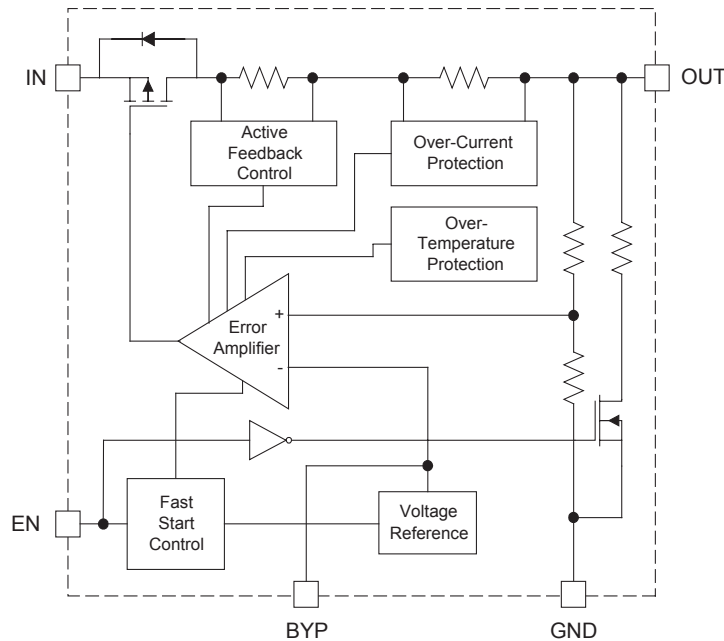 IN
OUT
Active
Feedback
Control
Over-Current
Protection
Over-
Temperature
Protection
Error
Amplifier
+
-
EN
Fast
Start
Control
Voltage
Reference
BYP
GND